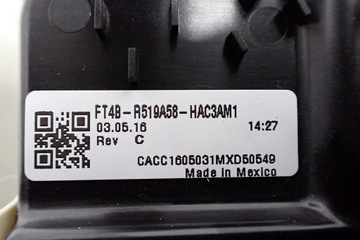 FT4B-R519A58-HAC3AM1
03.05.16 14:27
Rev C
CACC1605031MXD50549
Made in Mexico